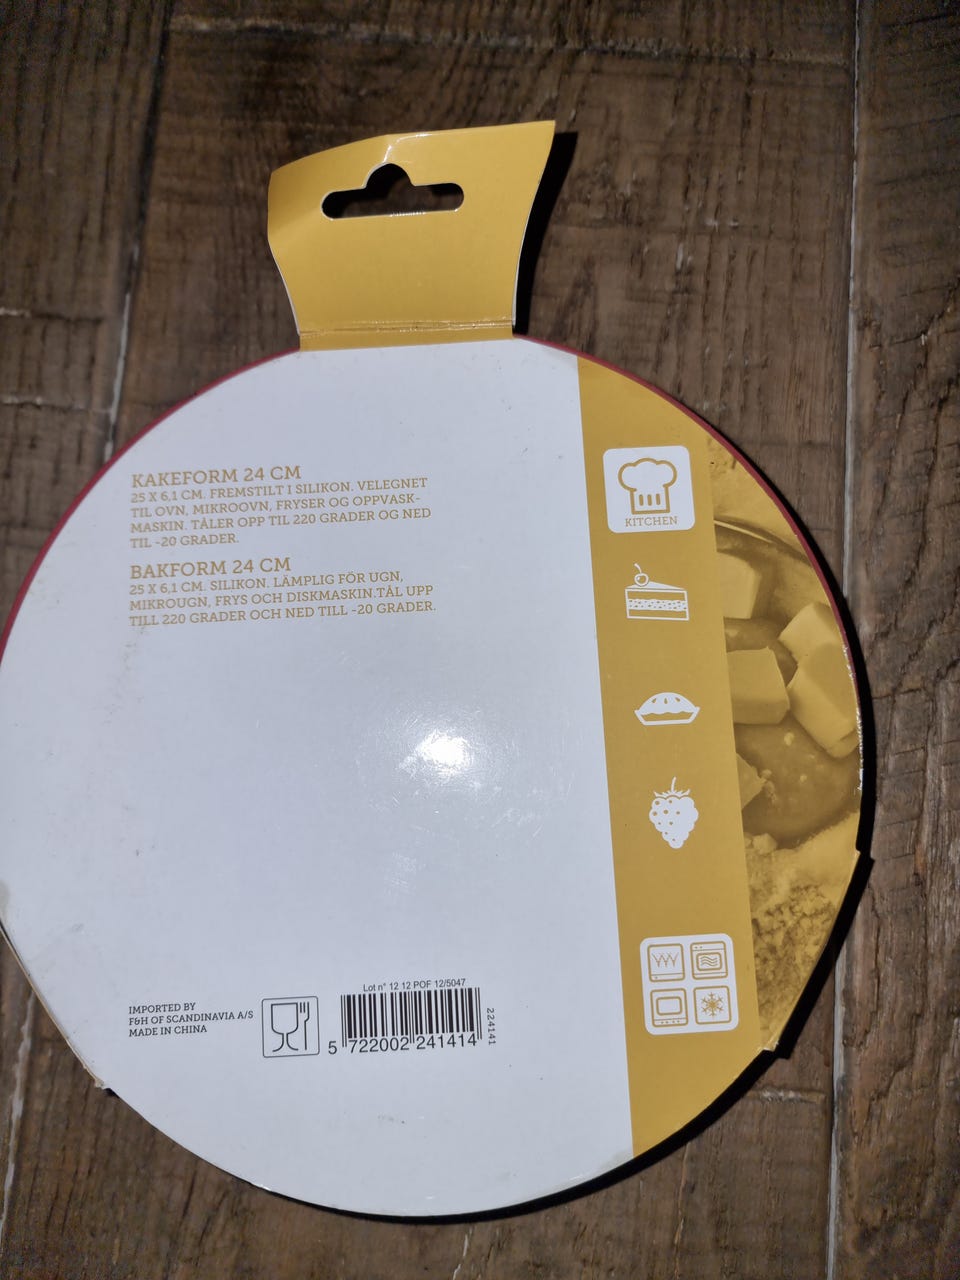 KAKEFORM 24 CM
25 X 6,1 CM. FREMSTILT I SILIKON. VELEGNET
TIL OVN, MIKROOVN, FRYSER OG OPPVASK-
MASKIN. TÅLER OPP TIL 220 GRADER OG NED
TIL -20 GRADER.
BAKFORM 24 CM
25 X 6,1 CM. SILIKON. LÄMPLIG FÖR UGN,
MIKROUGN, FRYS OCH DISKMASKIN.TÅL UPP
TILL 220 GRADER OCH NED TILL -20 GRADER.
KITCHEN
IMPORTED BY
F&H OF SCANDINAVIA A/S
MADE IN CHINA
Lot n° 12 12 POF 12/5047
5 722002 241414
224141